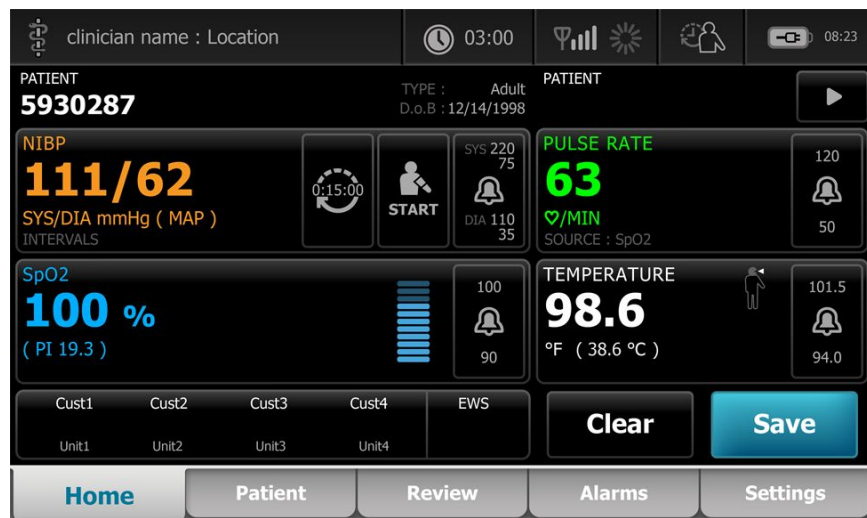 clinician name : Location
03:00
08:23
PATIENT
5930287
TYPE : Adult
D.o.B : 12/14/1998
PATIENT
NIBP
111/62
SYS/DIA mmHg ( MAP )
INTERVALS
0:15:00
START
SYS 220
75
DIA 110
35
PULSE RATE
63
/MIN
SOURCE : SpO2
120
50
SpO2
100 %
( PI 19.3 )
100
90
TEMPERATURE
98.6
°F ( 38.6 ºC )
101.5
94.0
Cust1 Cust2 Cust3 Cust4 EWS
Unit1 Unit2 Unit3 Unit4
Clear
Save
Home Patient Review Alarms Settings